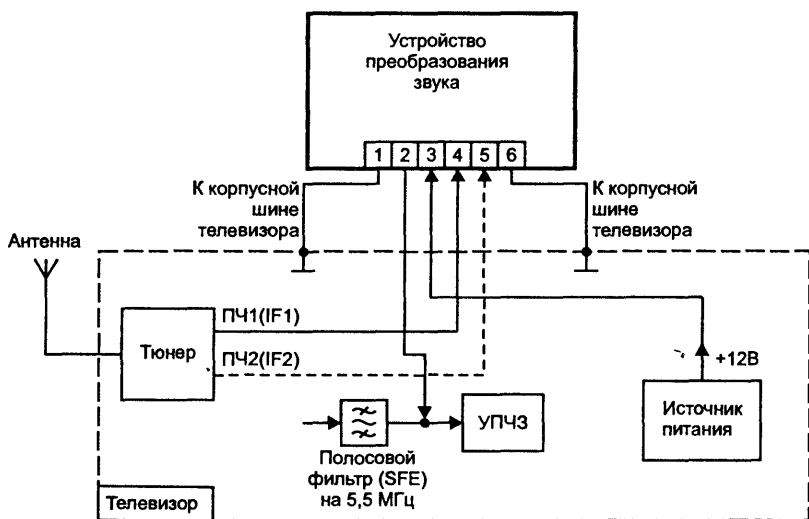 Устройство
преобразования
звука
1 2 3 4 5 6
К корпусной
шине
телевизора
К корпусной
шине
телевизора
Антенна
ПЧ1(IF1)
Тюнер
ПЧ2(IF2)
+12В
УПЧЗ
Источник
питания
Полосовой
фильтр (SFE)
на 5,5 МГц
Телевизор